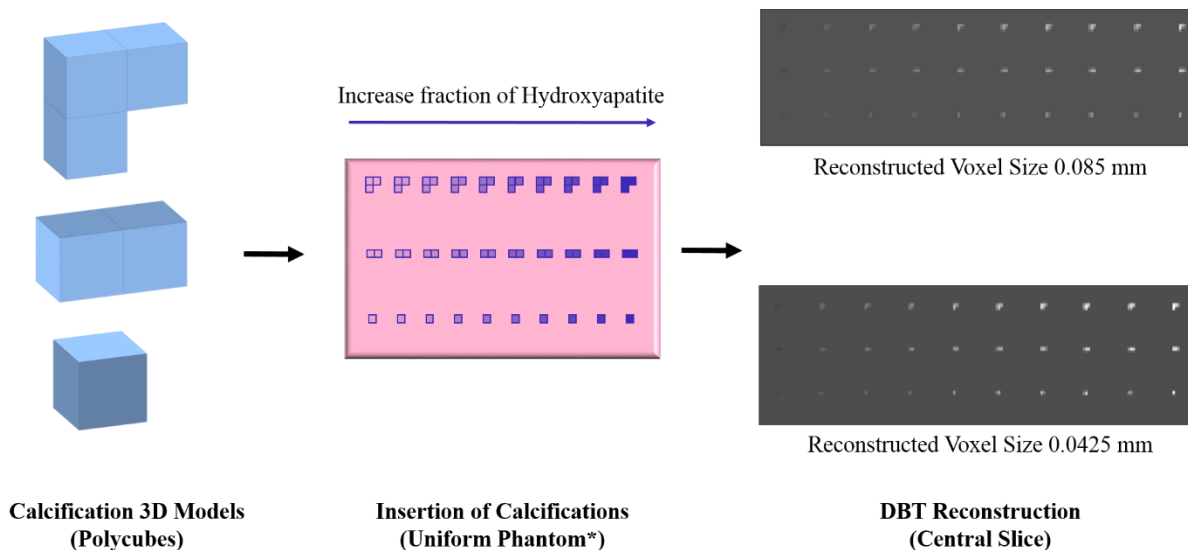 Increase fraction of Hydroxyapatite
Reconstructed Voxel Size 0.085 mm
Reconstructed Voxel Size 0.0425 mm
Calcification 3D Models
(Polycubes)
Insertion of Calcifications
(Uniform Phantom*)
DBT Reconstruction
(Central Slice)